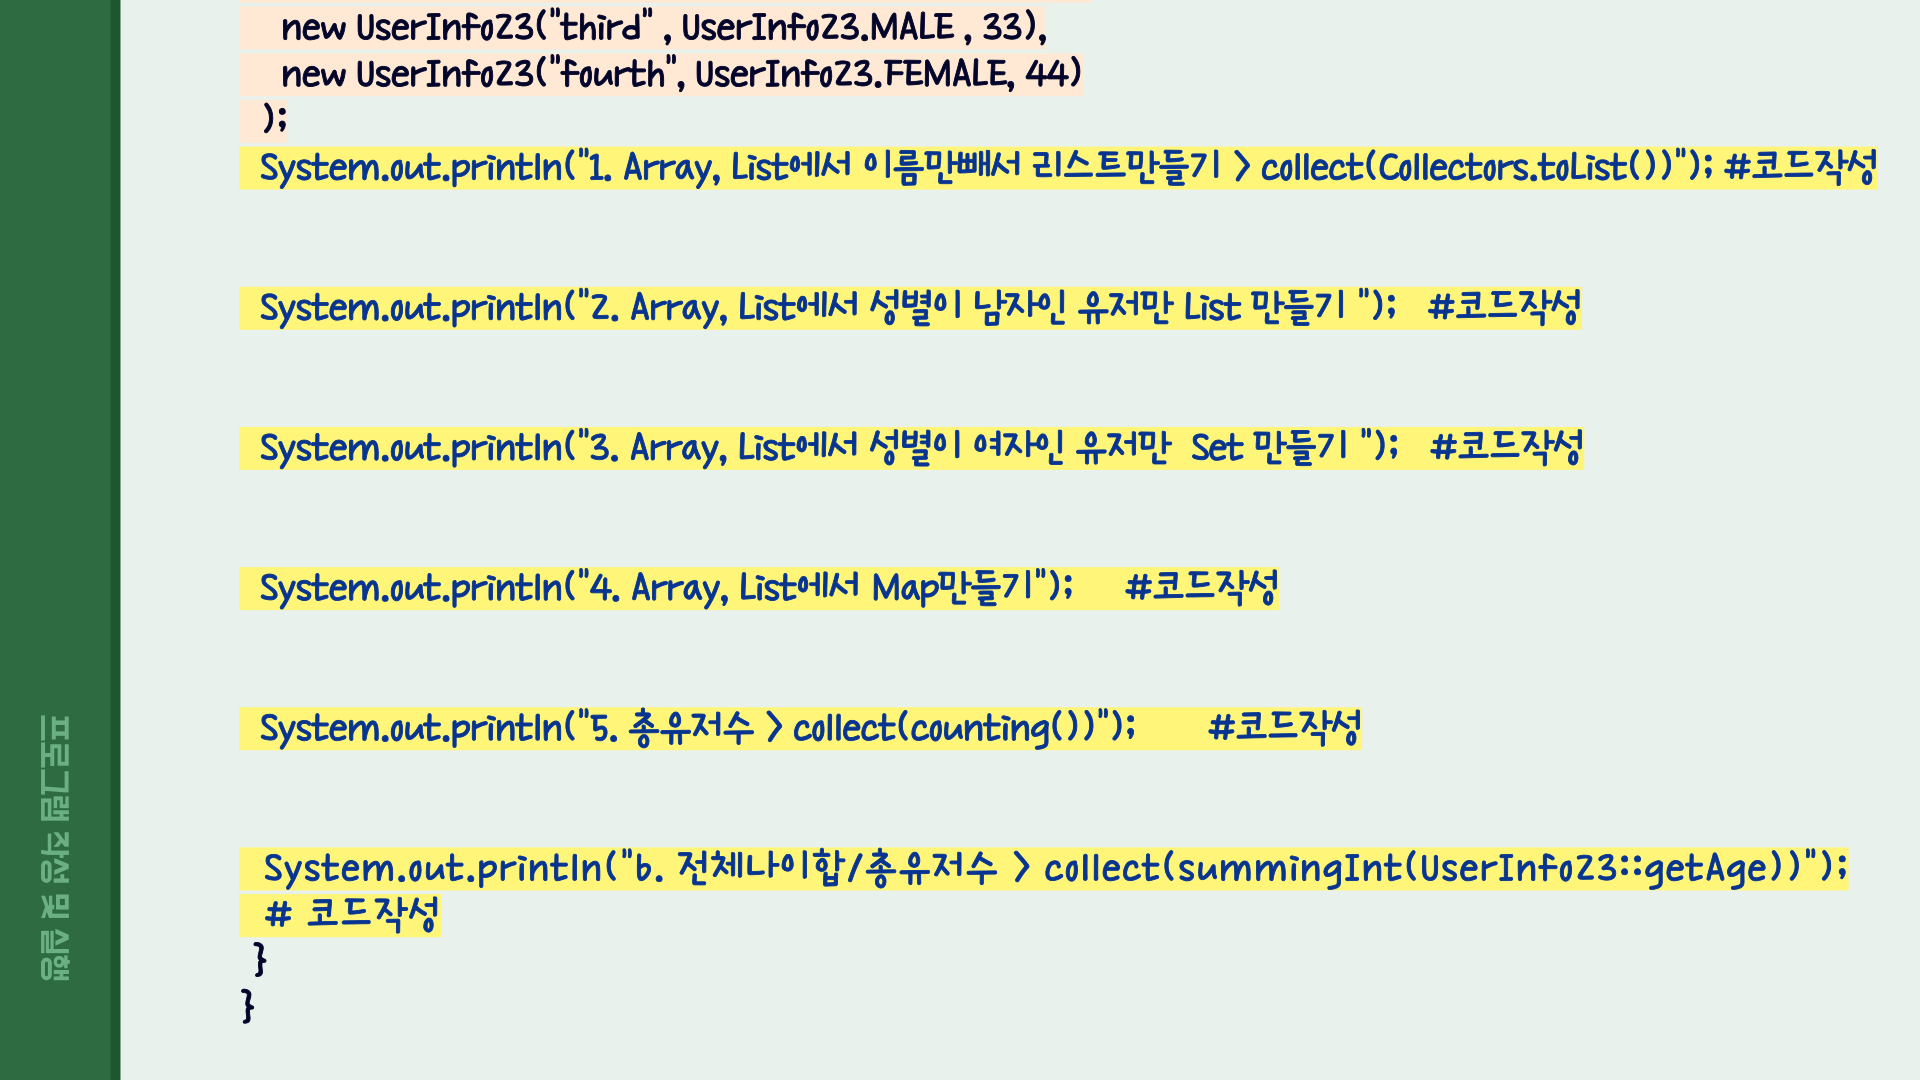 new UserInfo23("third" , UserInfo23.MALE , 33),
new UserInfo23("fourth", UserInfo23.FEMALE, 44)
);
System.out.println("1. Array, List에서 이름만빼서 리스트만들기 > collect(Collectors.toList())"); #코드작성
System.out.println("2. Array, List에서 성별이 남자인 유저만 List 만들기 "); #코드작성
System.out.println("3. Array, List에서 성별이 여자인 유저만 Set 만들기 "); #코드작성
System.out.println("4. Array, List에서 Map만들기"); #코드작성
System.out.println("5. 총유저수 > collect(counting())"); #코드작성
System.out.println("6. 전체나이합/총유저수 > collect(summingInt(UserInfo23::getAge))");
# 코드작성
}
}
프로그램 작성 및 실행